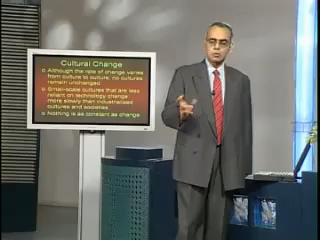 Cultural Change
Although the rate of change varies
from culture to culture, no cultures
remain unchanged
Small-scale cultures that are less
reliant on technology change
more slowly than industrialized
cultures and societies
Nothing is as constant as change